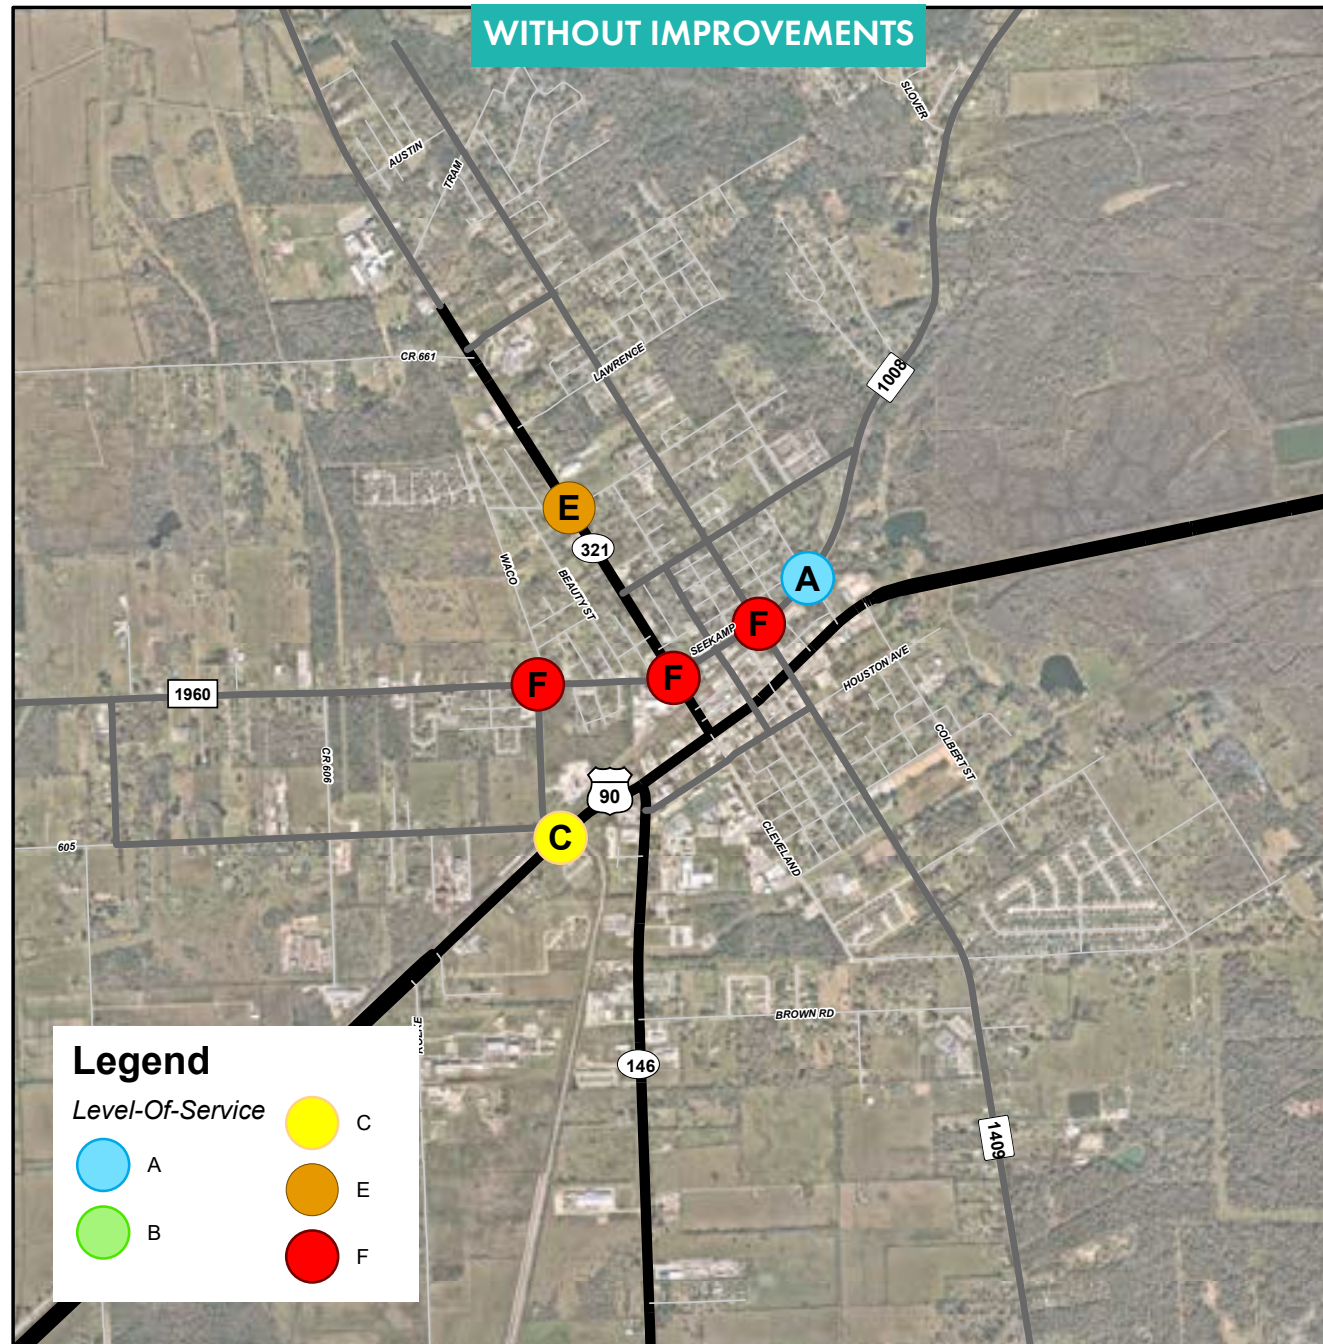 WITHOUT IMPROVEMENTS
SLOVER
AUSTIN
TRAM
CR 661
LAWRENCE
1008
E
321
WACO
BEAUTY ST
A
F
SEEKAMP
HOUSTON AVE
F
F
1960
COLBERT ST
CR 606
90
C
CLEVELAND
605
BROWN RD
146
1409
Legend
Level-Of-Service
A
B
C
E
F